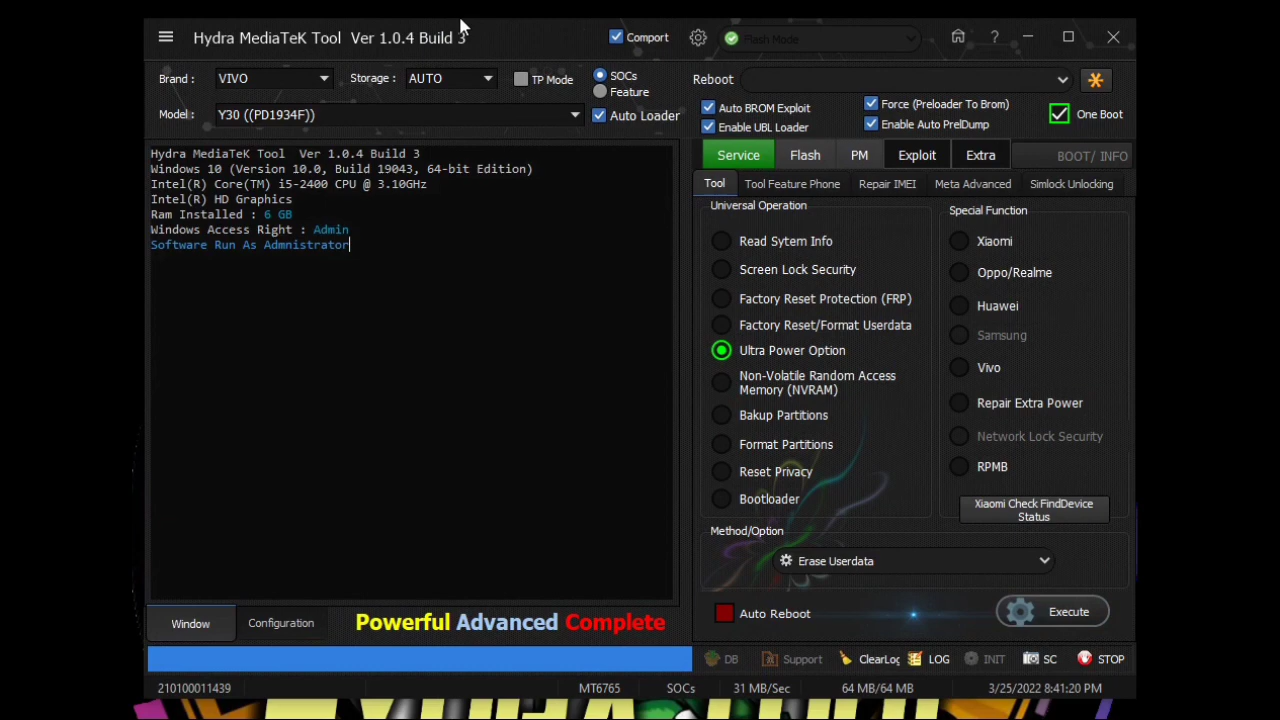 Hydra MediaTeK Tool Ver 1.0.4 Build 3
Comport
Flash Mode
?
Brand : VIVO Storage : AUTO TP Mode SOCs
Feature
Model : Y30 ((PD1934F)) Auto Loader
Reboot
Auto BROM Exploit Force (Preloader To Brom)
Enable UBL Loader Enable Auto PrelDump
One Boot
Service Flash PM Exploit Extra BOOT/ INFO
Tool Tool Feature Phone Repair IMEI Meta Advanced Simlock Unlocking
Hydra MediaTeK Tool Ver 1.0.4 Build 3
Windows 10 (Version 10.0, Build 19043, 64-bit Edition)
Intel(R) Core(TM) i5-2400 CPU @ 3.10GHz
Intel(R) HD Graphics
Ram Installed : 6 GB
Windows Access Right : Admin
Software Run As Admnistrator
Universal Operation
Read Sytem Info
Screen Lock Security
Factory Reset Protection (FRP)
Factory Reset/Format Userdata
Ultra Power Option
Non-Volatile Random Access
Memory (NVRAM)
Bakup Partitions
Format Partitions
Reset Privacy
Bootloader
Special Function
Xiaomi
Oppo/Realme
Huawei
Samsung
Vivo
Repair Extra Power
Network Lock Security
RPMB
Xiaomi Check FindDevice
Status
Method/Option
Erase Userdata
Auto Reboot
Execute
Window Configuration
Powerful Advanced Complete
DB Support ClearLog LOG INIT SC STOP
210100011439 MT6765 SOCs 31 MB/Sec 64 MB/64 MB 3/25/2022 8:41:20 PM